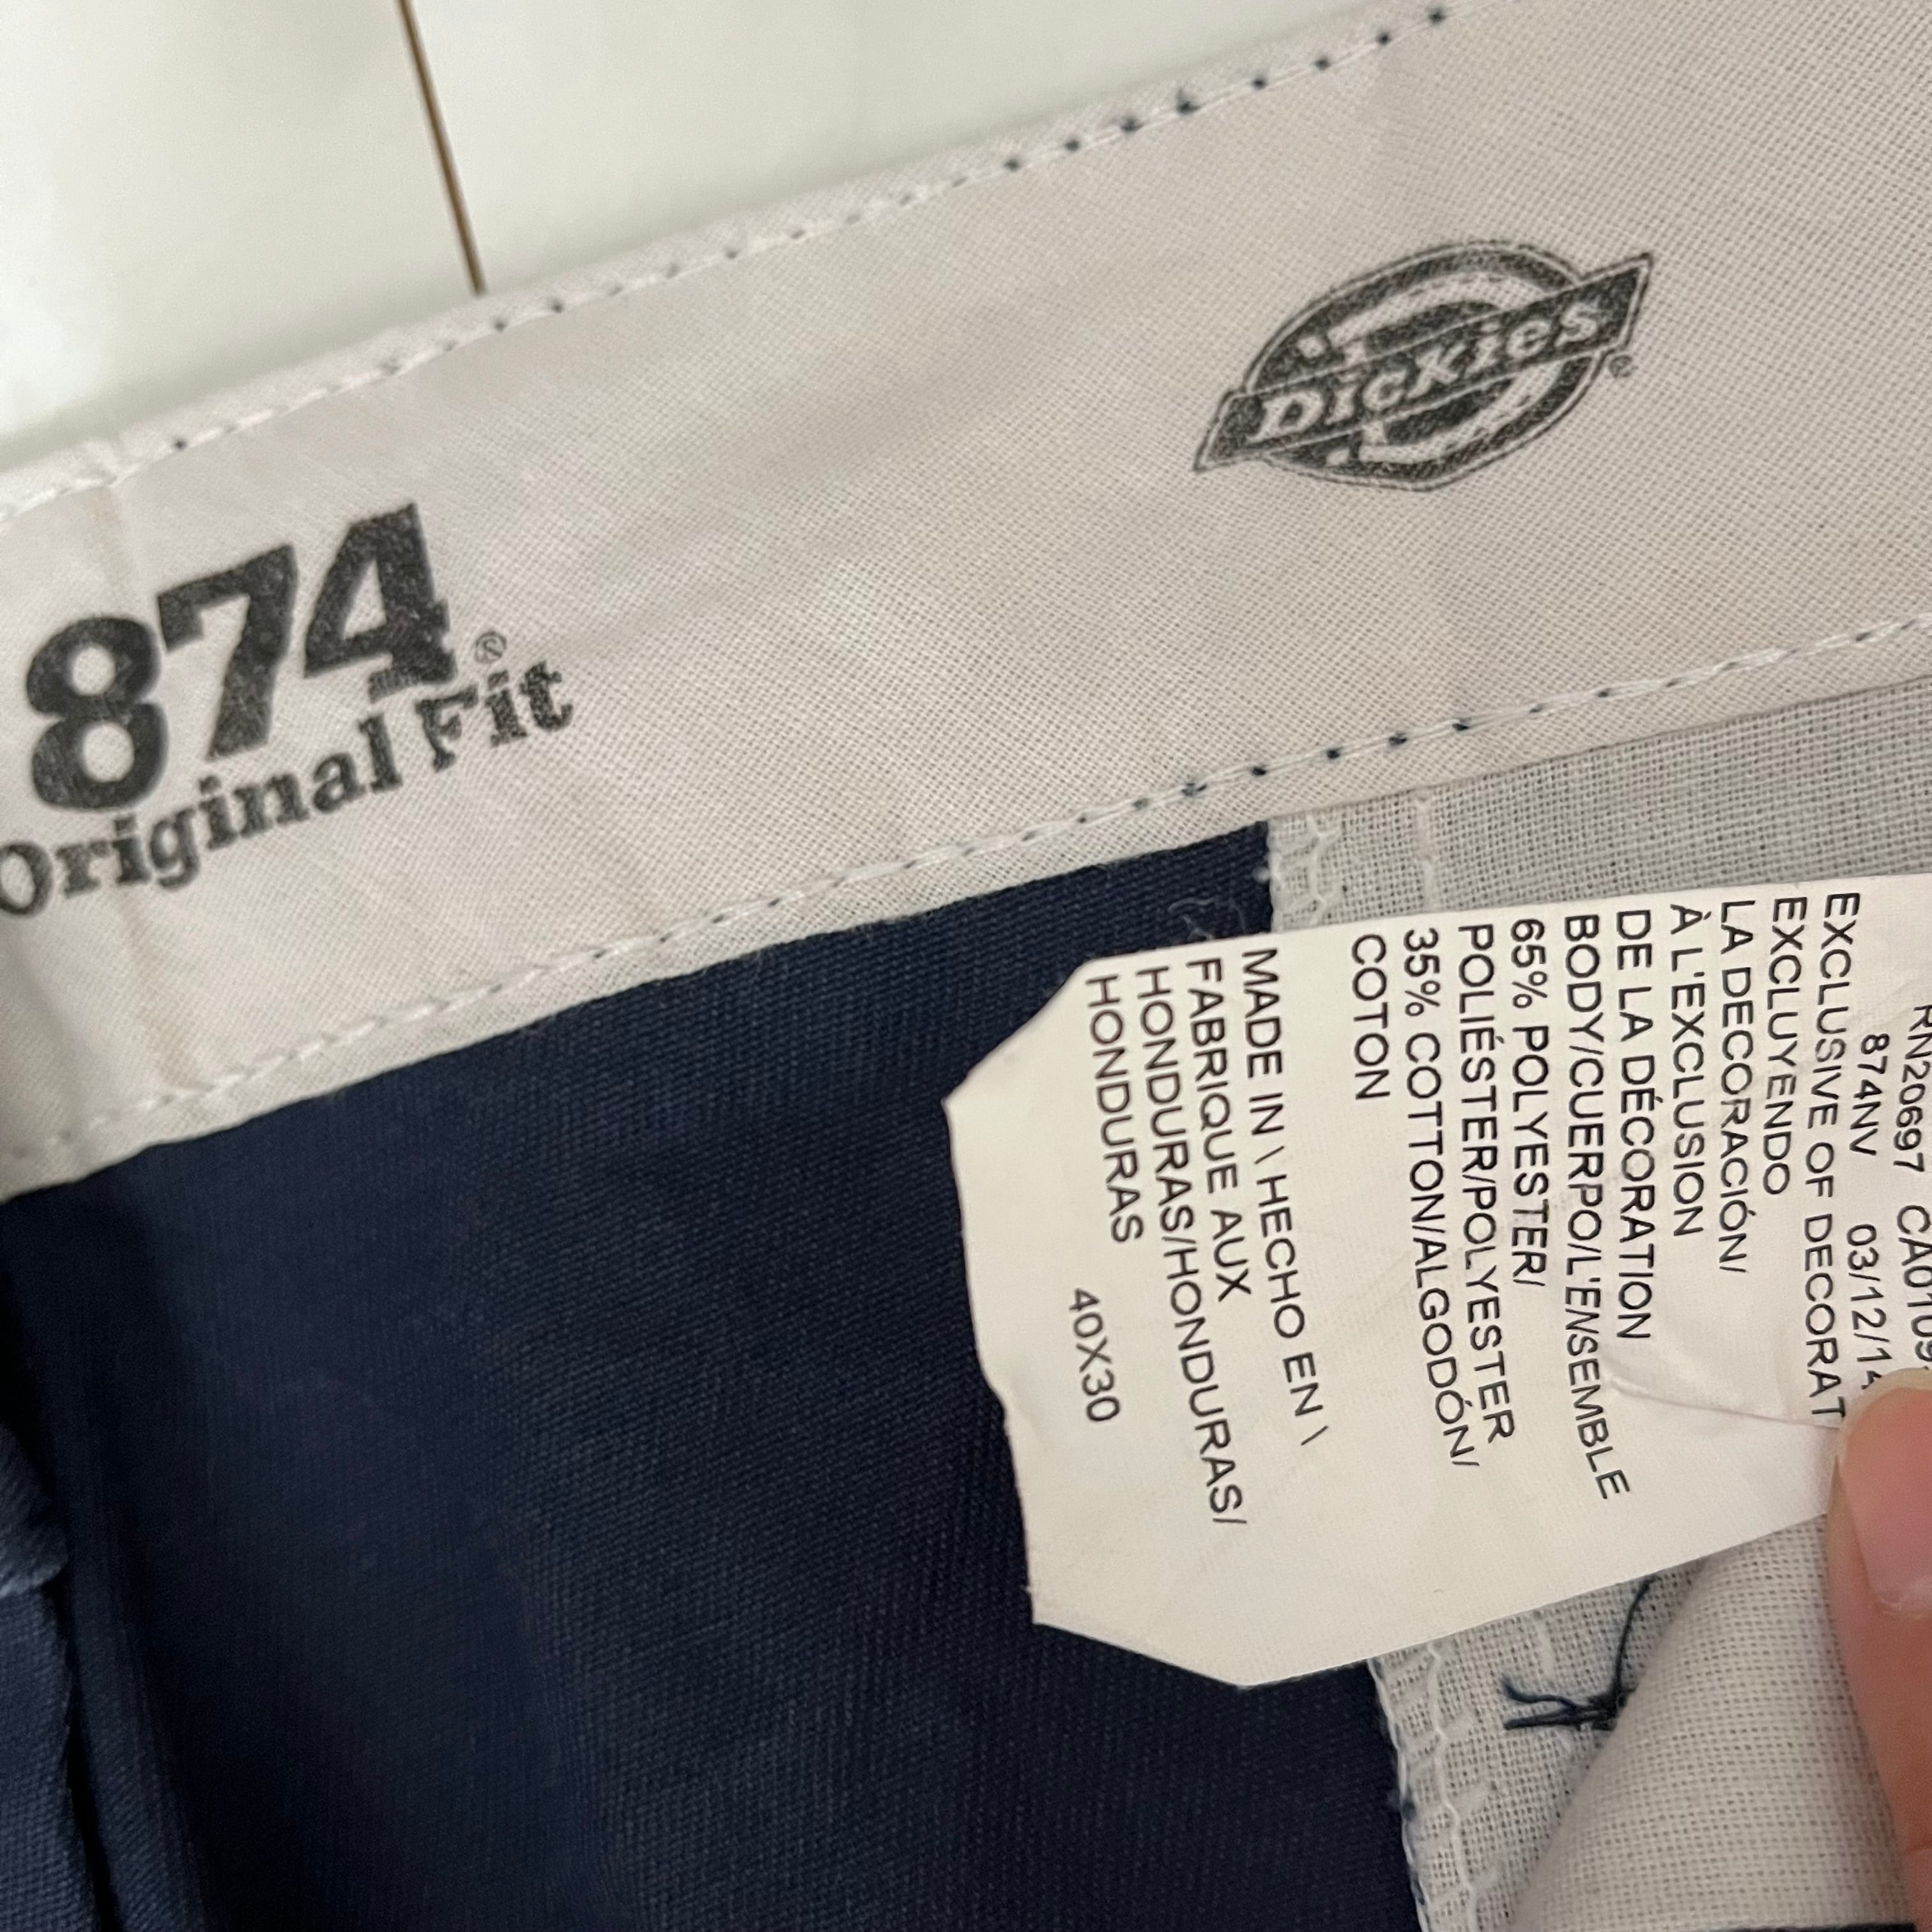 874®
Original Fit
Dickies®
RN20697
874NV 03/12/14
EXCLUSIVE OF DECORAT
EXCLUYENDO
LA DECORACIÓN/
À L'EXCLUSION
DE LA DÉCORATION
BODY/CUERPO/L'ENSEMBLE
65% POLYESTER/
POLIÉSTER/POLYESTER
35% COTTON/ALGODÓN/
COTON
MADE IN \ HECHO EN \
FABRIQUE AUX
HONDURAS/HONDURAS/
HONDURAS
40X30